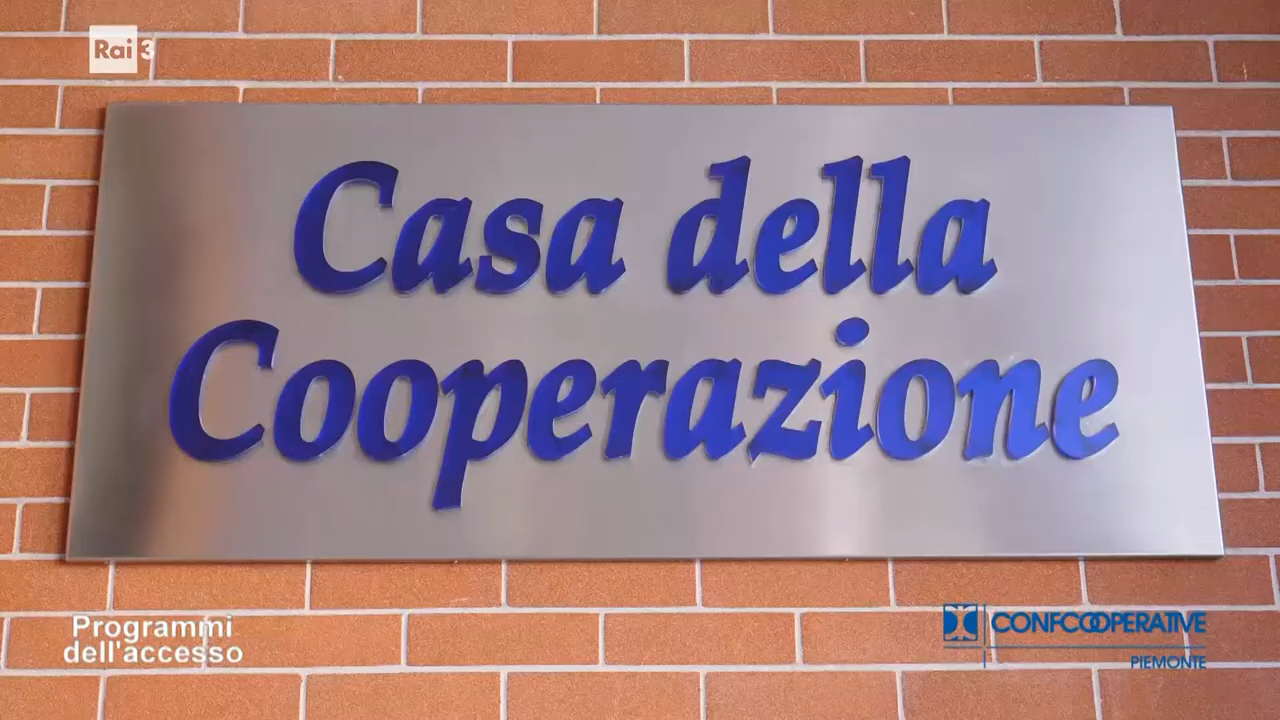 Rai 3
Casa della
Cooperazione
Programmi
dell'accesso
CONFCOOPERATIVE
PIEMONTE